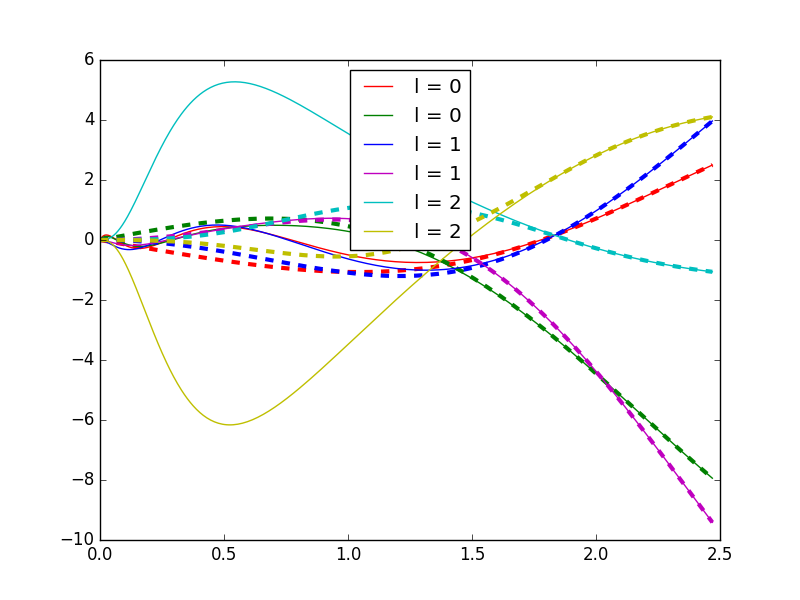 6
4
2
0
−2
−4
−6
−8
−10
0.0 0.5 1.0 1.5 2.0 2.5
l = 0
l = 0
l = 1
l = 1
l = 2
l = 2